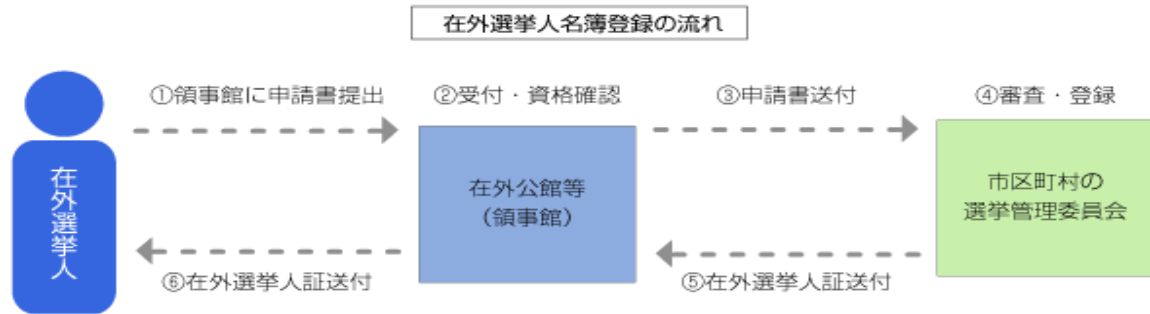 在外選挙人名簿登録の流れ
①領事館に申請書提出
②受付・資格確認
③申請書送付
④審査・登録
在外選挙人
在外公館等
(領事館)
市区町村の
選挙管理委員会
⑥在外選挙人証送付
⑤在外選挙人証送付